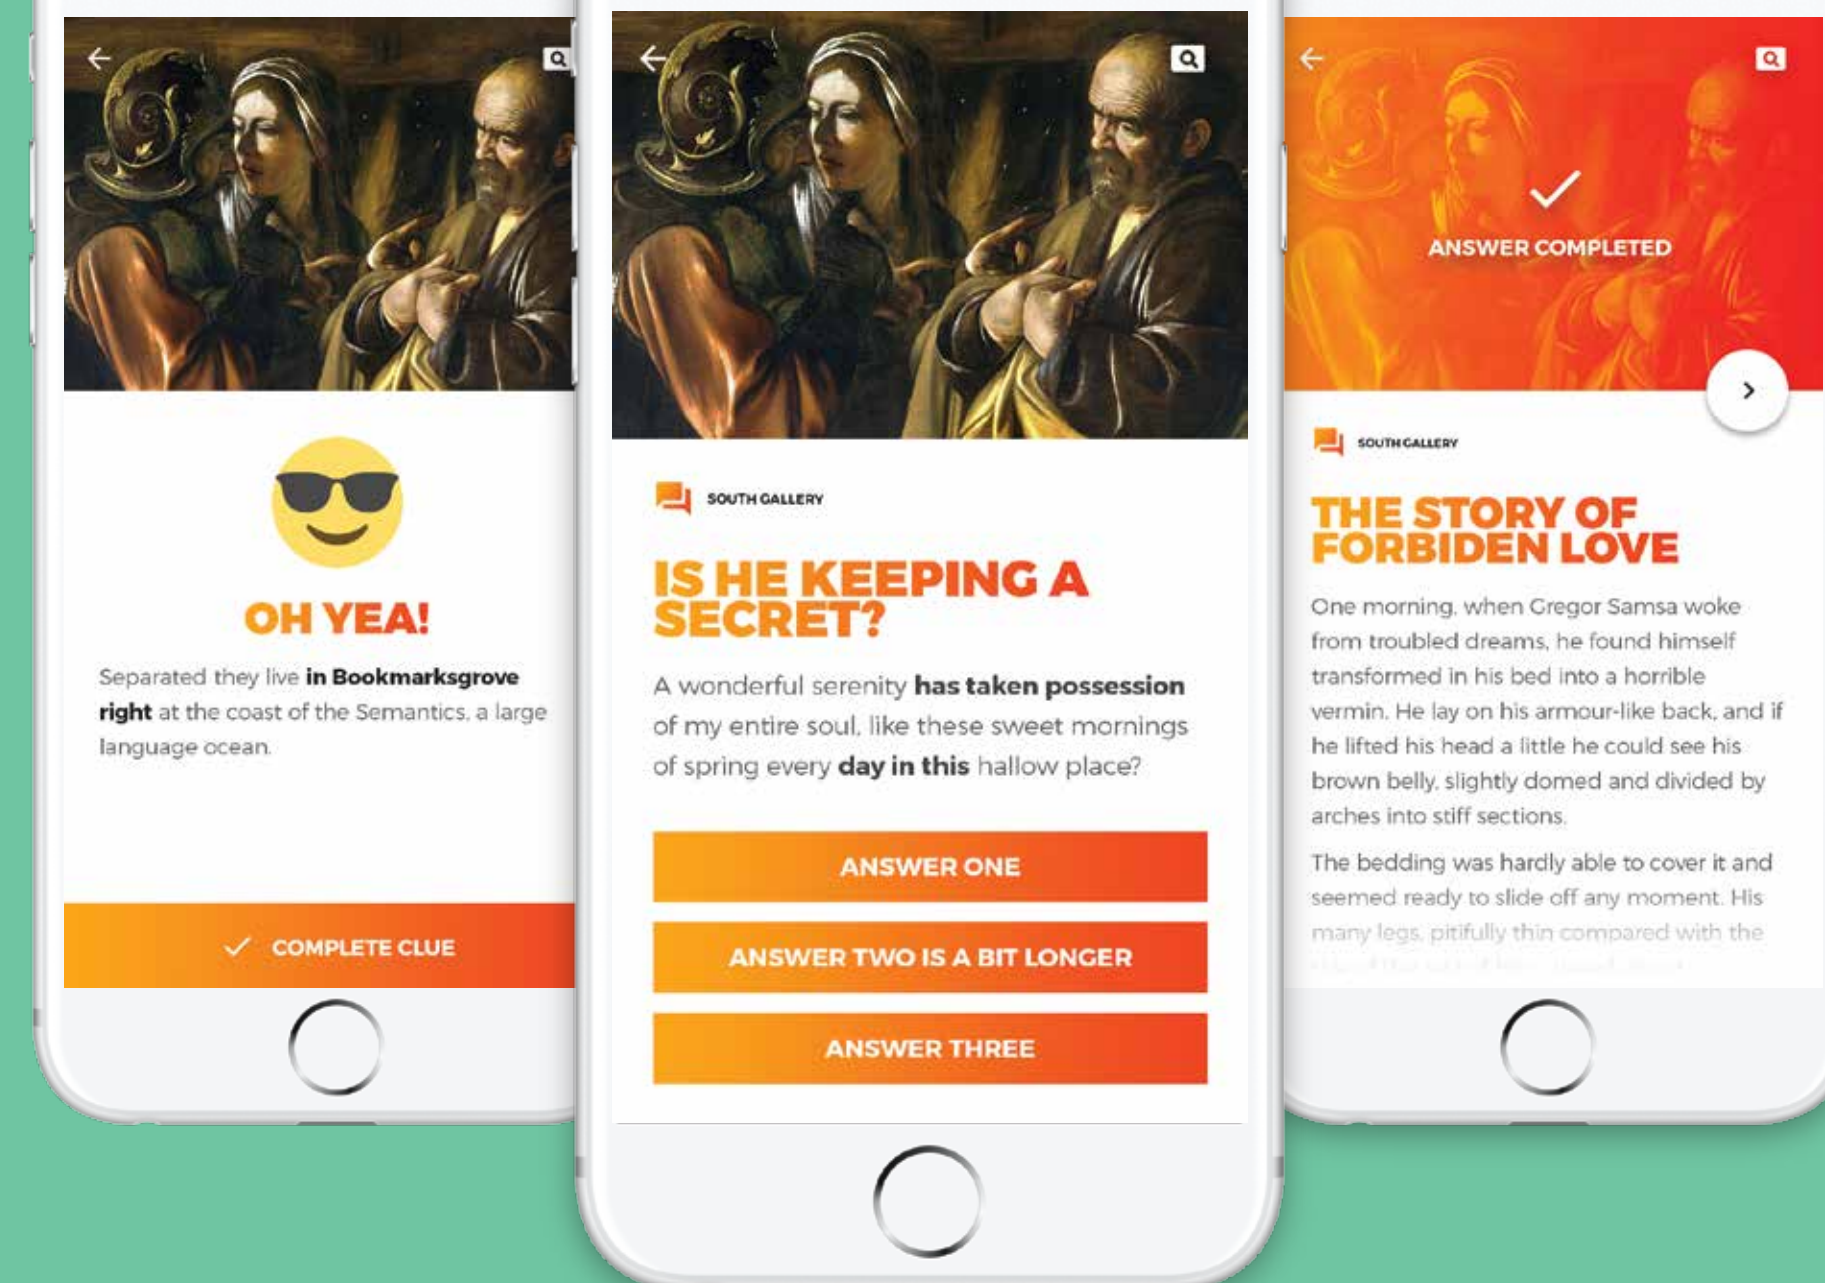 OH YEA!
Separated they live in Bookmarksgrove
right at the coast of the Semantics, a large
language ocean.
COMPLETE CLUE
SOUTH GALLERY
IS HE KEEPING A
SECRET?
A wonderful serenity has taken possession
of my entire soul, like these sweet mornings
of spring every day in this hallow place?
ANSWER ONE
ANSWER TWO IS A BIT LONGER
ANSWER THREE
ANSWER COMPLETED
SOUTH GALLERY
THE STORY OF
FORBIDEN LOVE
One morning, when Gregor Samsa woke
from troubled dreams, he found himself
transformed in his bed into a horrible
vermin. He lay on his armour-like back, and if
he lifted his head a little he could see his
brown belly, slightly domed and divided by
arches into stiff sections.
The bedding was hardly able to cover it and
seemed ready to slide off any moment. His
many legs, pitifully thin compared with the